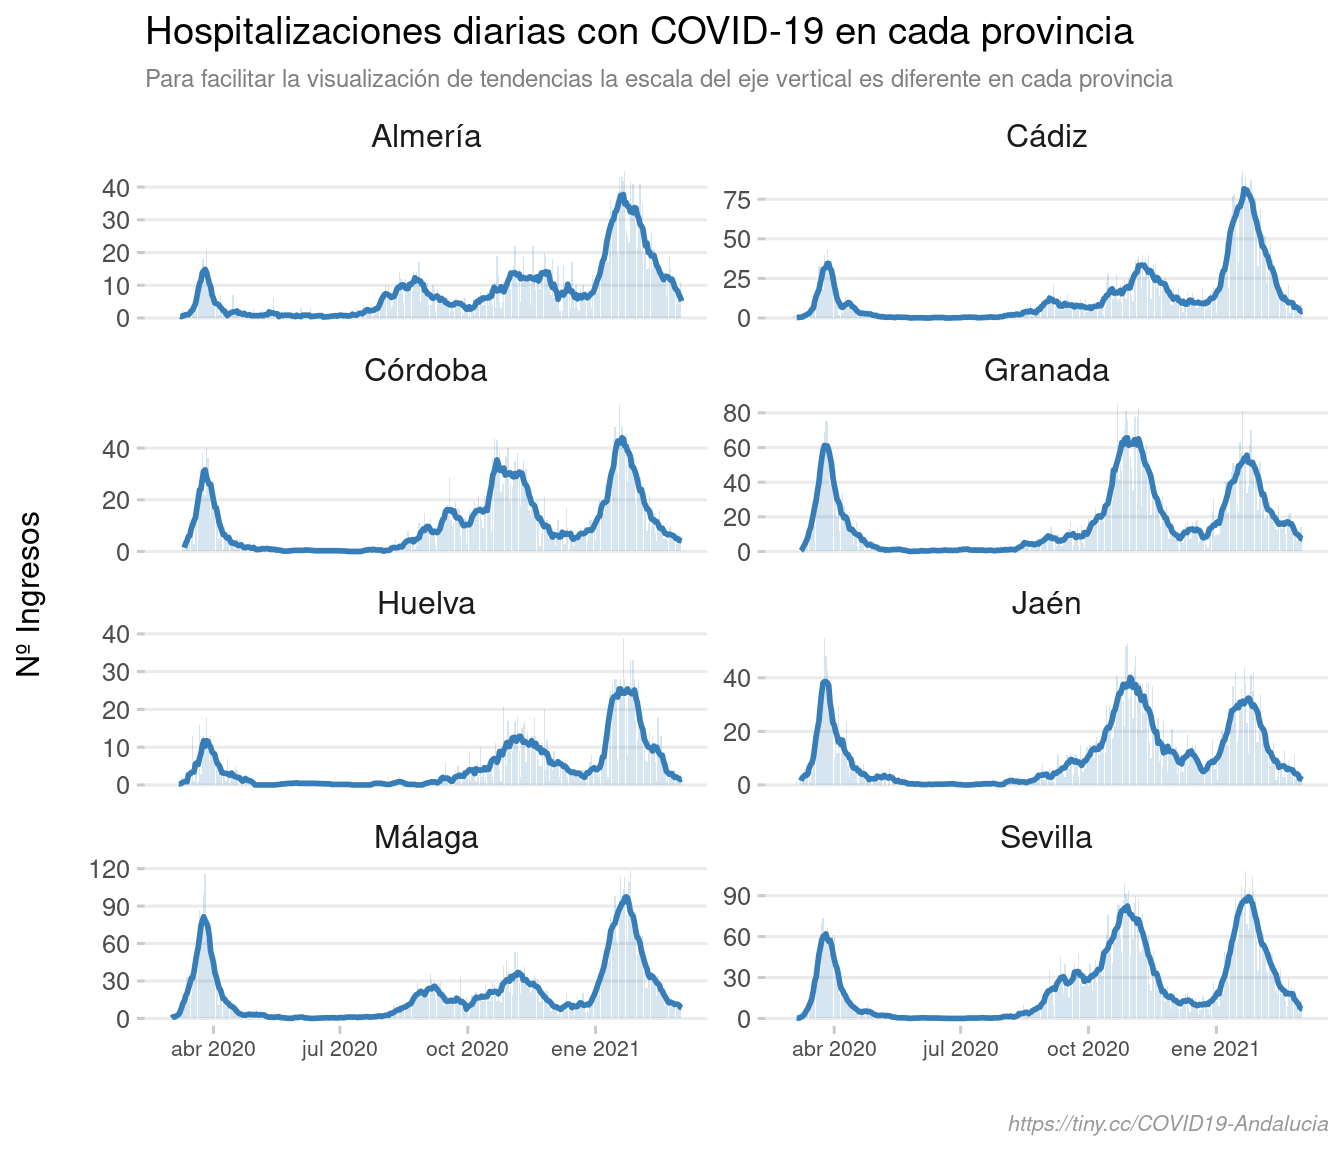 Hospitalizaciones diarias con COVID-19 en cada provincia
Para facilitar la visualización de tendencias la escala del eje vertical es diferente en cada provincia
Nº Ingresos
Almería
40
30
20
10
0
Cádiz
75
50
25
0
Córdoba
40
20
0
Granada
80
60
40
20
0
Huelva
40
30
20
10
0
Jaén
40
20
0
Málaga
120
90
60
30
0
abr 2020 jul 2020 oct 2020 ene 2021
Sevilla
90
60
30
0
abr 2020 jul 2020 oct 2020 ene 2021
https://tiny.cc/COVID19-Andalucia